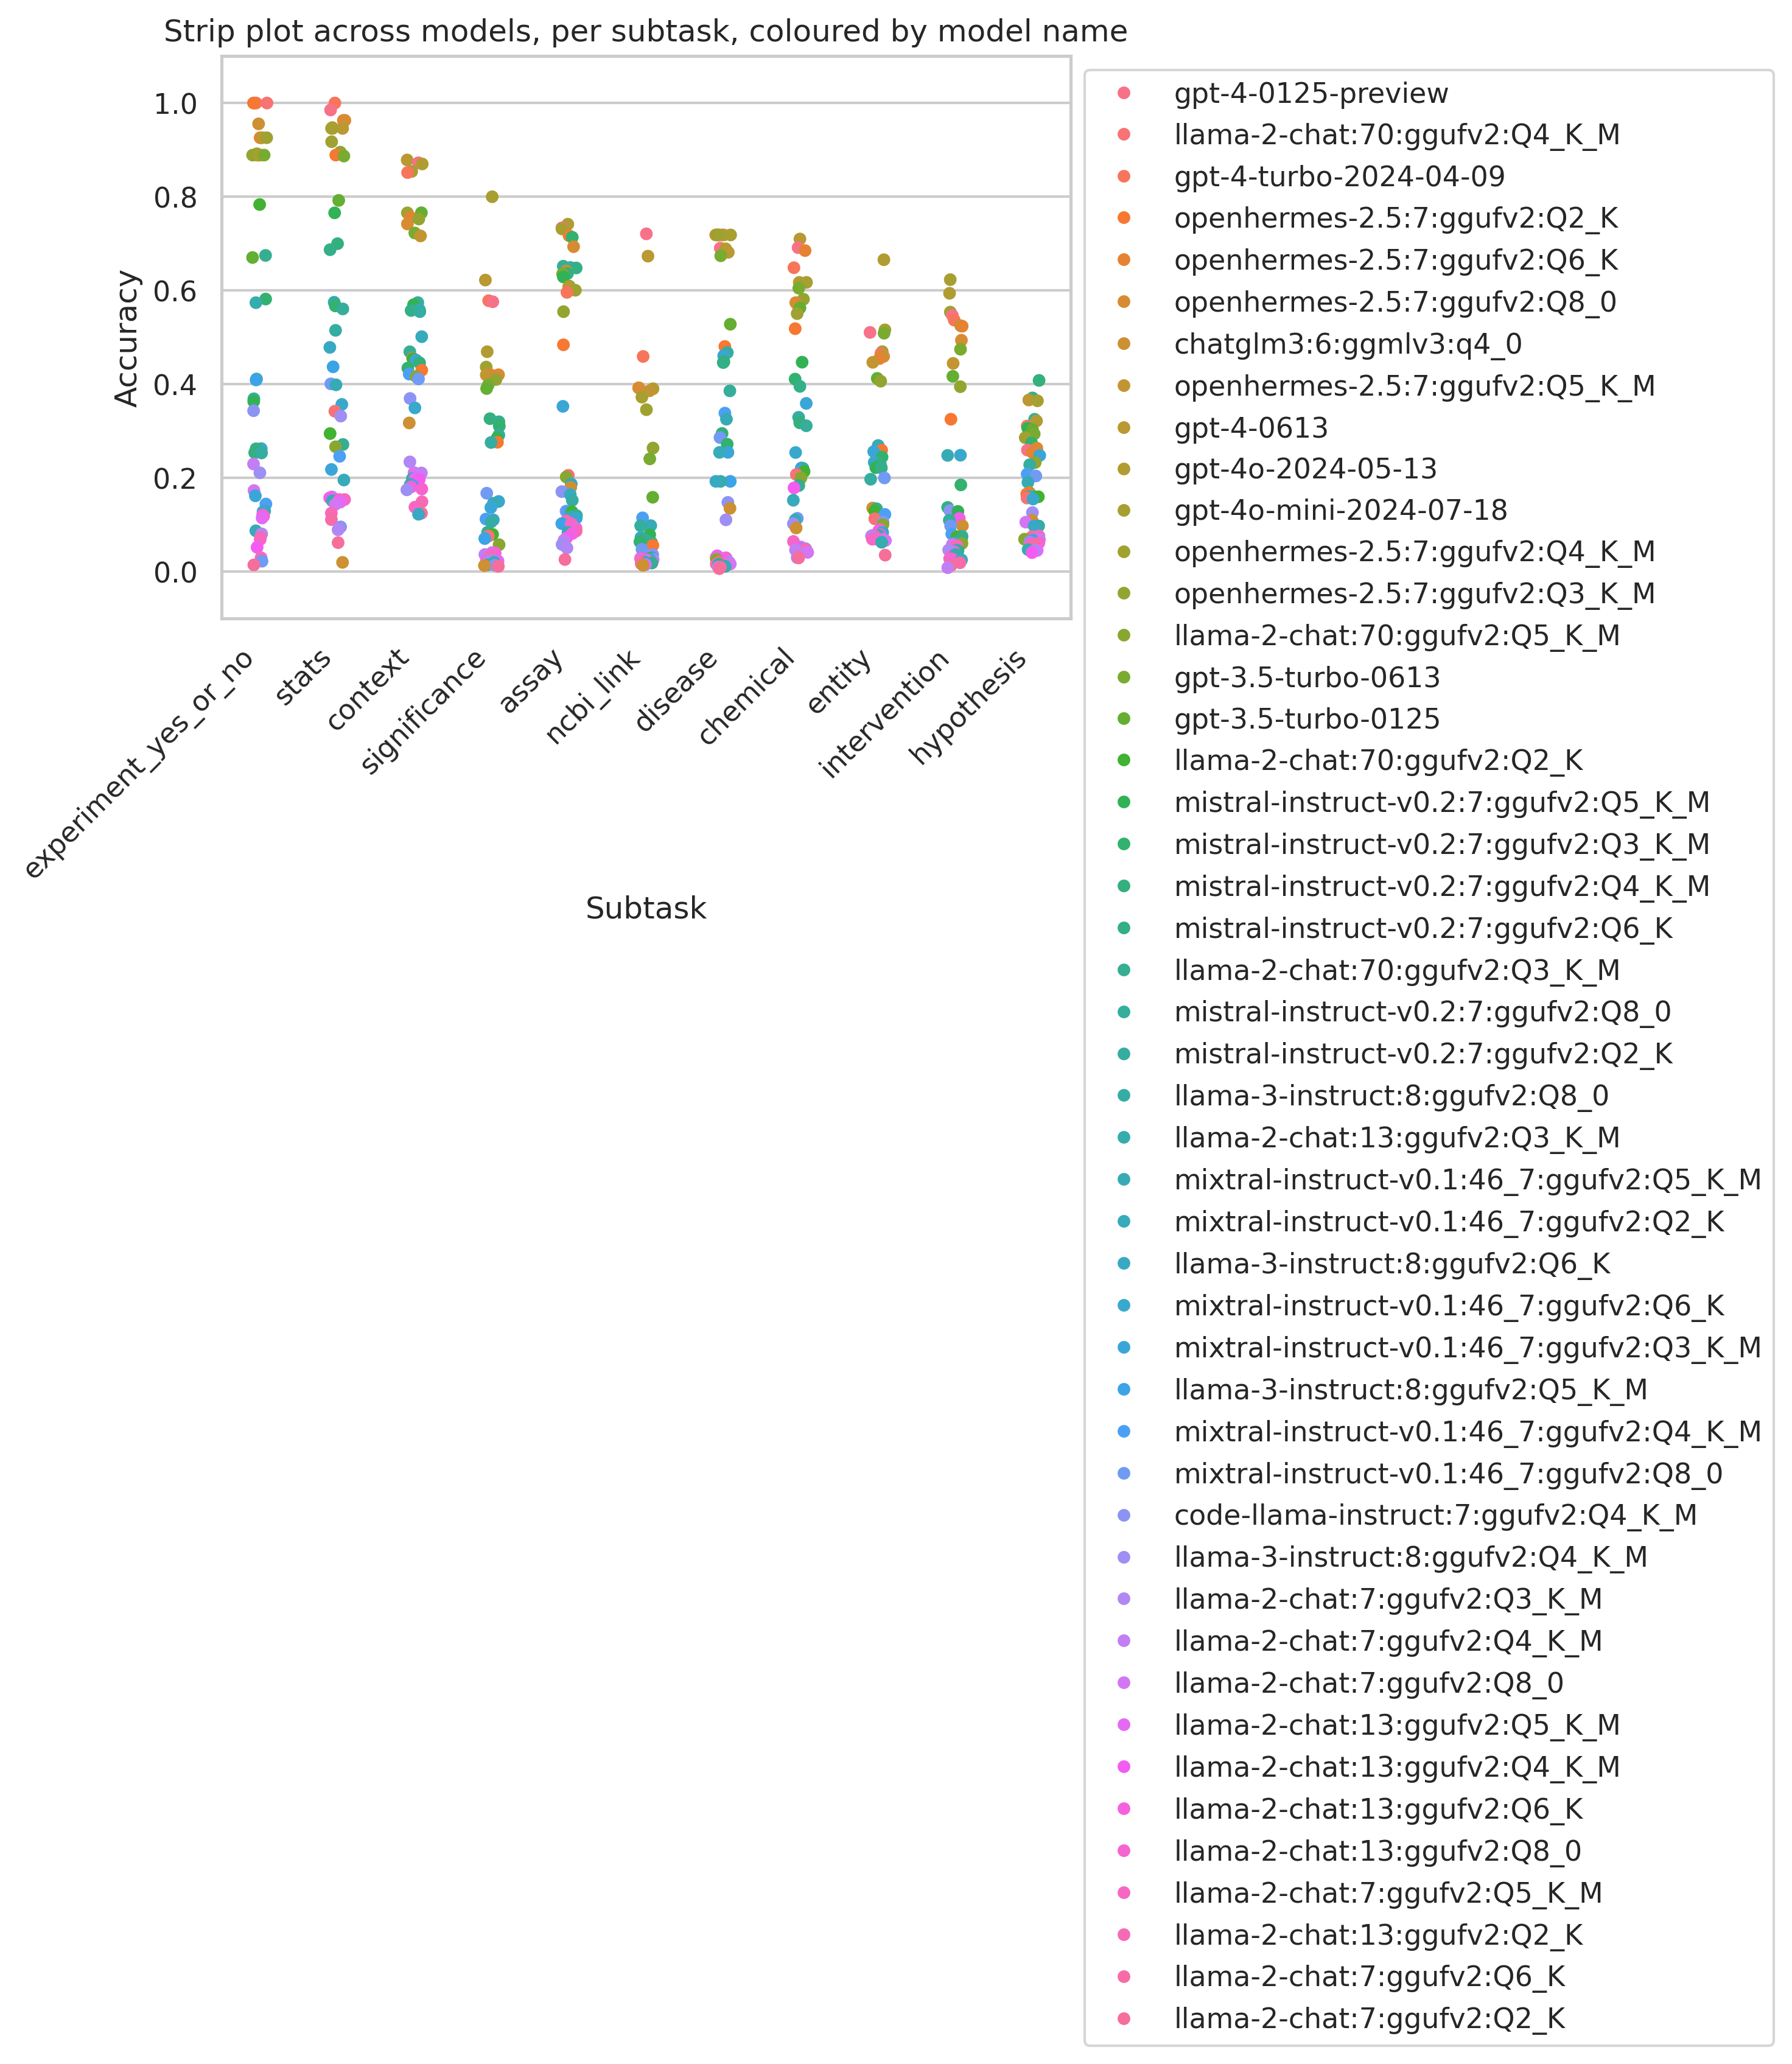 Strip plot across models, per subtask, coloured by model name
Accuracy
1.0
0.8
0.6
0.4
0.2
0.0
experiment_yes_or_no
stats
context
significance
assay
ncbi_link
disease
chemical
entity
intervention
hypothesis
Subtask
gpt-4-0125-preview
llama-2-chat:70:ggufv2:Q4_K_M
gpt-4-turbo-2024-04-09
openhermes-2.5:7:ggufv2:Q2_K
openhermes-2.5:7:ggufv2:Q6_K
openhermes-2.5:7:ggufv2:Q8_0
chatglm3:6:ggmlv3:q4_0
openhermes-2.5:7:ggufv2:Q5_K_M
gpt-4-0613
gpt-4o-2024-05-13
gpt-4o-mini-2024-07-18
openhermes-2.5:7:ggufv2:Q4_K_M
openhermes-2.5:7:ggufv2:Q3_K_M
llama-2-chat:70:ggufv2:Q5_K_M
gpt-3.5-turbo-0613
gpt-3.5-turbo-0125
llama-2-chat:70:ggufv2:Q2_K
mistral-instruct-v0.2:7:ggufv2:Q5_K_M
mistral-instruct-v0.2:7:ggufv2:Q3_K_M
mistral-instruct-v0.2:7:ggufv2:Q4_K_M
mistral-instruct-v0.2:7:ggufv2:Q6_K
llama-2-chat:70:ggufv2:Q3_K_M
mistral-instruct-v0.2:7:ggufv2:Q8_0
mistral-instruct-v0.2:7:ggufv2:Q2_K
llama-3-instruct:8:ggufv2:Q8_0
llama-2-chat:13:ggufv2:Q3_K_M
mixtral-instruct-v0.1:46_7:ggufv2:Q5_K_M
mixtral-instruct-v0.1:46_7:ggufv2:Q2_K
llama-3-instruct:8:ggufv2:Q6_K
mixtral-instruct-v0.1:46_7:ggufv2:Q6_K
mixtral-instruct-v0.1:46_7:ggufv2:Q3_K_M
llama-3-instruct:8:ggufv2:Q5_K_M
mixtral-instruct-v0.1:46_7:ggufv2:Q4_K_M
mixtral-instruct-v0.1:46_7:ggufv2:Q8_0
code-llama-instruct:7:ggufv2:Q4_K_M
llama-3-instruct:8:ggufv2:Q4_K_M
llama-2-chat:7:ggufv2:Q3_K_M
llama-2-chat:7:ggufv2:Q4_K_M
llama-2-chat:7:ggufv2:Q8_0
llama-2-chat:13:ggufv2:Q5_K_M
llama-2-chat:13:ggufv2:Q4_K_M
llama-2-chat:13:ggufv2:Q6_K
llama-2-chat:13:ggufv2:Q8_0
llama-2-chat:7:ggufv2:Q5_K_M
llama-2-chat:13:ggufv2:Q2_K
llama-2-chat:7:ggufv2:Q6_K
llama-2-chat:7:ggufv2:Q2_K